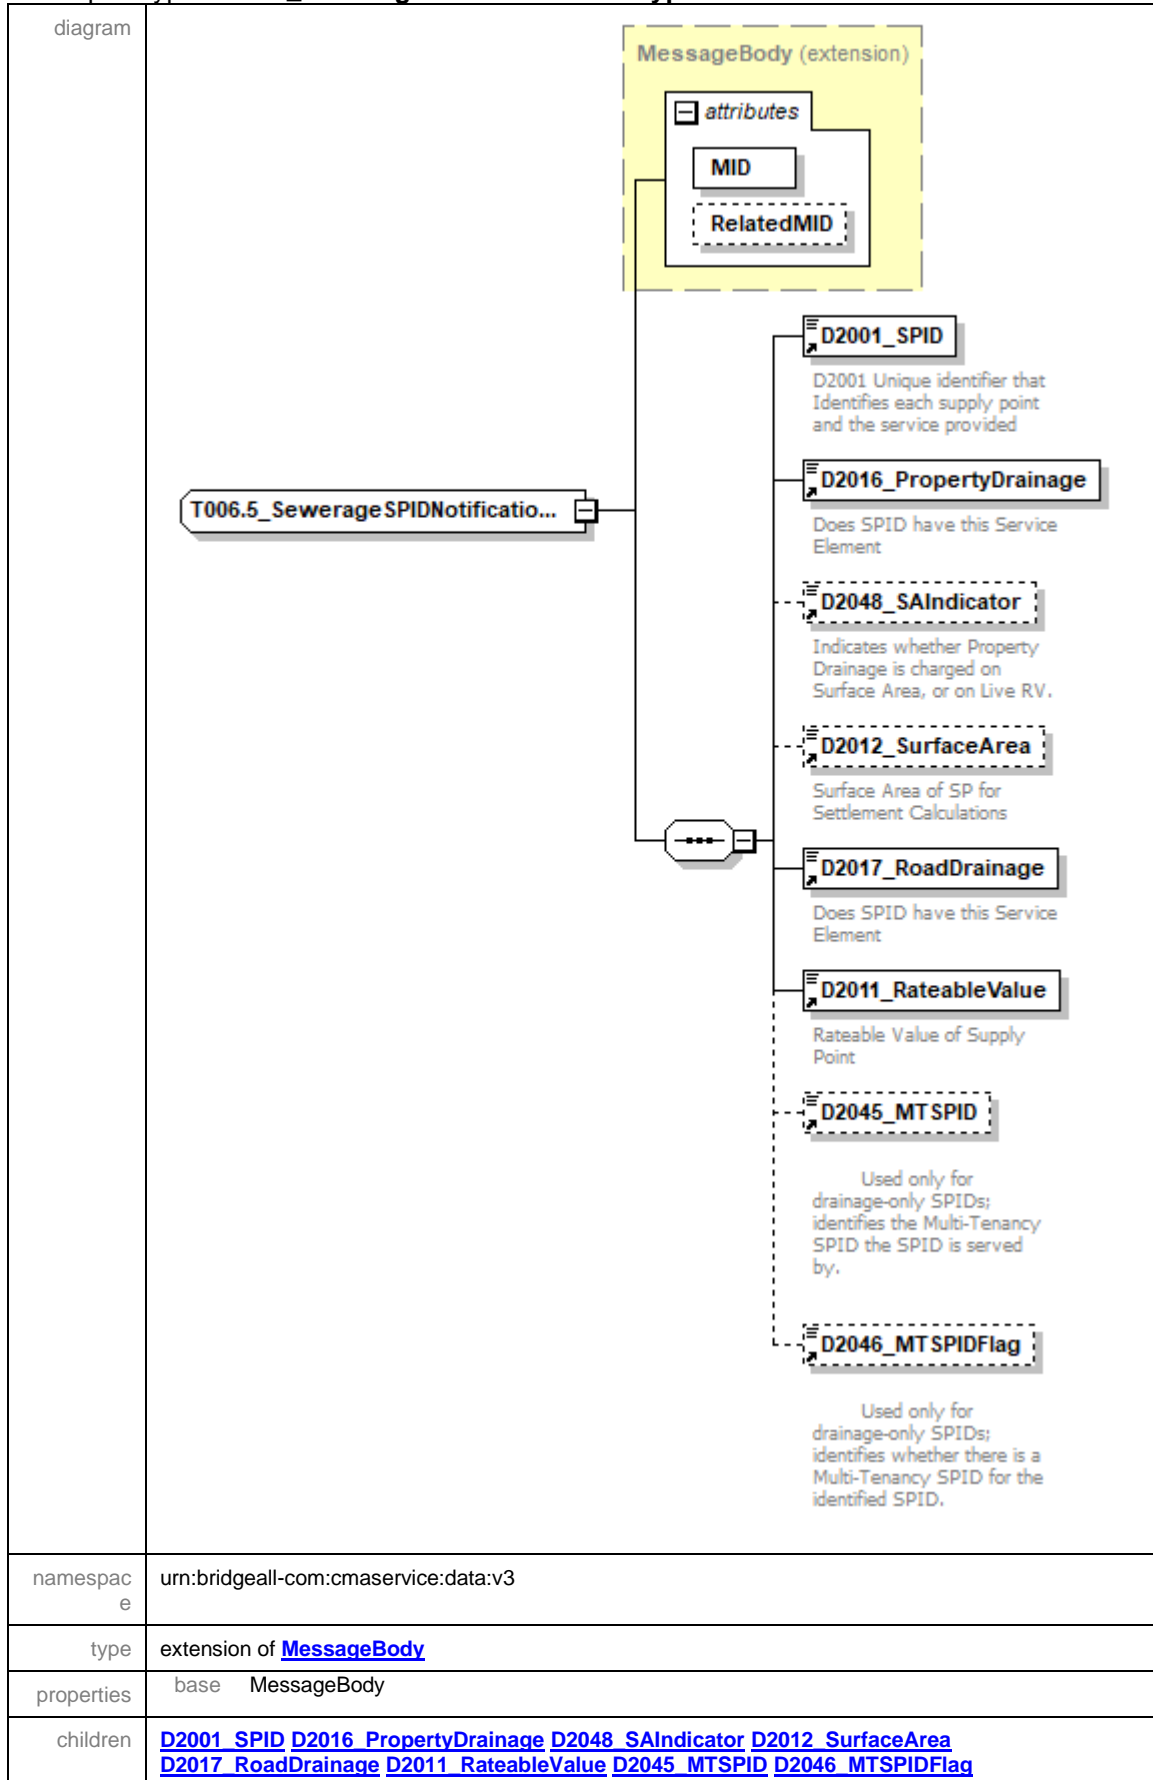 diagram
MessageBody (extension)
attributes
MID
RelatedMID
D2001_SPID
D2001 Unique identifier that
Identifies each supply point
and the service provided
D2016_PropertyDrainage
Does SPID have this Service
Element
T006.5_SewerageSPIDNotificatio...
D2048_SAIndicator
Indicates whether Property
Drainage is charged on
Surface Area, or on Live RV.
D2012_SurfaceArea
Surface Area of SP for
Settlement Calculations
D2017_RoadDrainage
Does SPID have this Service
Element
D2011_RateableValue
Rateable Value of Supply
Point
D2045_MTSPID
Used only for
drainage-only SPIDs;
identifies the Multi-Tenancy
SPID the SPID is served
by.
D2046_MTSPIDFlag
Used only for
drainage-only SPIDs;
identifies whether there is a
Multi-Tenancy SPID for the
identified SPID.
namespac
e
urn:bridgeall-com:cmaservice:data:v3
type
extension of MessageBody
properties
base MessageBody
children
D2001_SPID D2016_PropertyDrainage D2048_SAIndicator D2012_SurfaceArea
D2017_RoadDrainage D2011_RateableValue D2045_MTSPID D2046_MTSPIDFlag